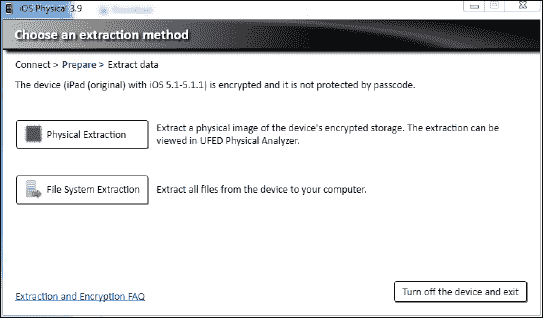 iOS Physical 3.9
Choose an extraction method
Connect > Prepare > Extract data
The device (iPad (original) with iOS 5.1-5.1.1) is encrypted and it is not protected by passcode.
Physical Extraction
Extract a physical image of the device's encrypted storage. The extraction can be
viewed in UFED Physical Analyzer.
File System Extraction
Extract all files from the device to your computer.
Extraction and Encryption FAQ
Turn off the device and exit